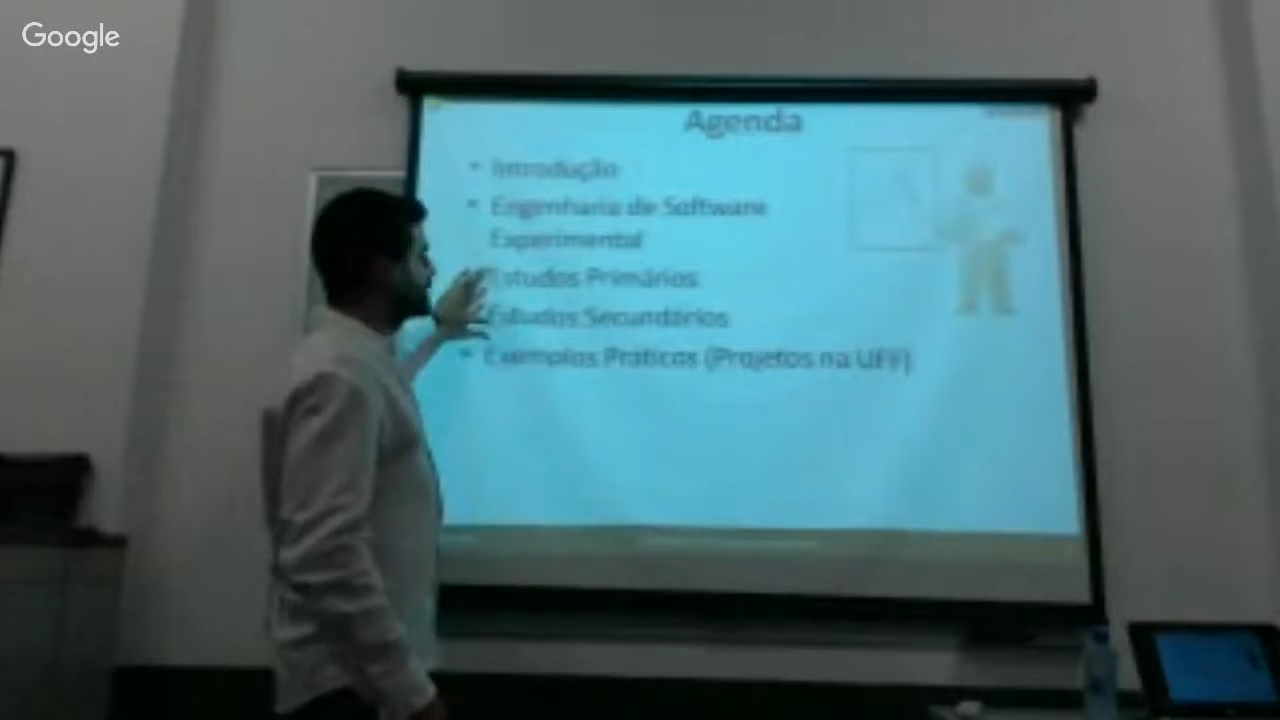 Google
Agenda
• Introdução
• Engenharia de Software
Experimental
Estudos Primários
Estudos Secundários
• Exemplos Práticos (Projetos na UFF)